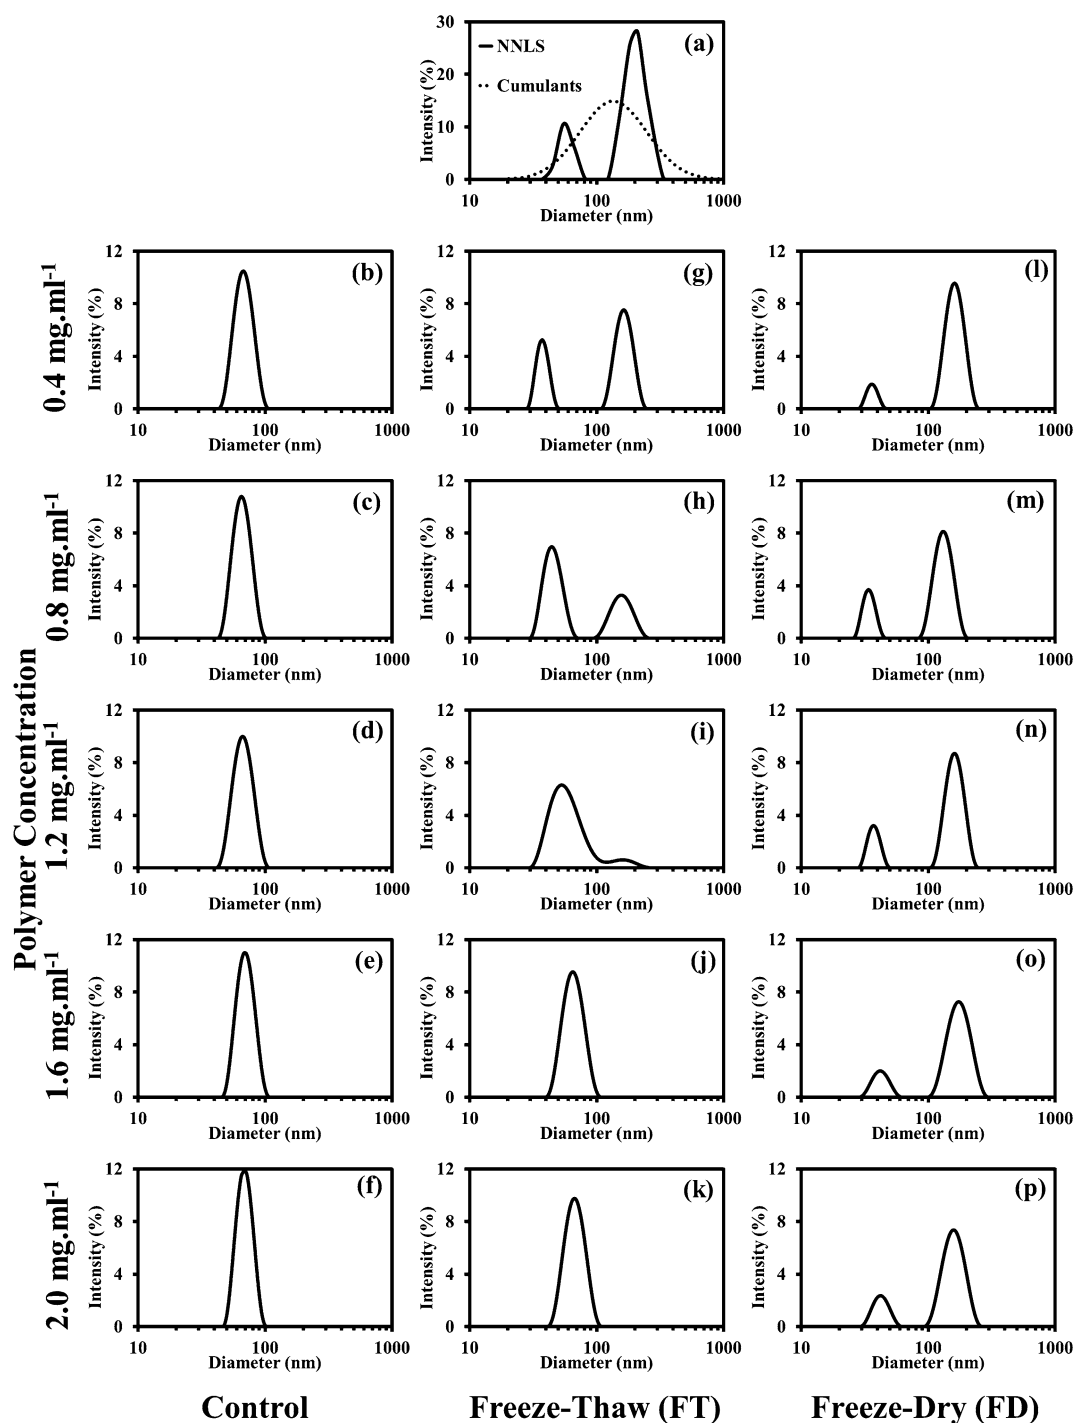 30
(a)
NNLS
20
Cumulants
10
0
Intensity (%)
10 100 1000
Diameter (nm)
Polymer Concentration
0.4 mg.ml-1
12
(b)
8
4
0
Intensity (%)
10 100 1000
Diameter (nm)
12
(g)
8
4
0
Intensity (%)
10 100 1000
Diameter (nm)
12
(l)
8
4
0
Intensity (%)
10 100 1000
Diameter (nm)
0.8 mg.ml-1
12
(c)
8
4
0
Intensity (%)
10 100 1000
Diameter (nm)
12
(h)
8
4
0
Intensity (%)
10 100 1000
Diameter (nm)
12
(m)
8
4
0
Intensity (%)
10 100 1000
Diameter (nm)
1.2 mg.ml-1
12
(d)
8
4
0
Intensity (%)
10 100 1000
Diameter (nm)
12
(i)
8
4
0
Intensity (%)
10 100 1000
Diameter (nm)
12
(n)
8
4
0
Intensity (%)
10 100 1000
Diameter (nm)
1.6 mg.ml-1
12
(e)
8
4
0
Intensity (%)
10 100 1000
Diameter (nm)
12
(j)
8
4
0
Intensity (%)
10 100 1000
Diameter (nm)
12
(o)
8
4
0
Intensity (%)
10 100 1000
Diameter (nm)
2.0 mg.ml-1
12
(f)
8
4
0
Intensity (%)
10 100 1000
Diameter (nm)
12
(k)
8
4
0
Intensity (%)
10 100 1000
Diameter (nm)
12
(p)
8
4
0
Intensity (%)
10 100 1000
Diameter (nm)
Control
Freeze-Thaw (FT)
Freeze-Dry (FD)